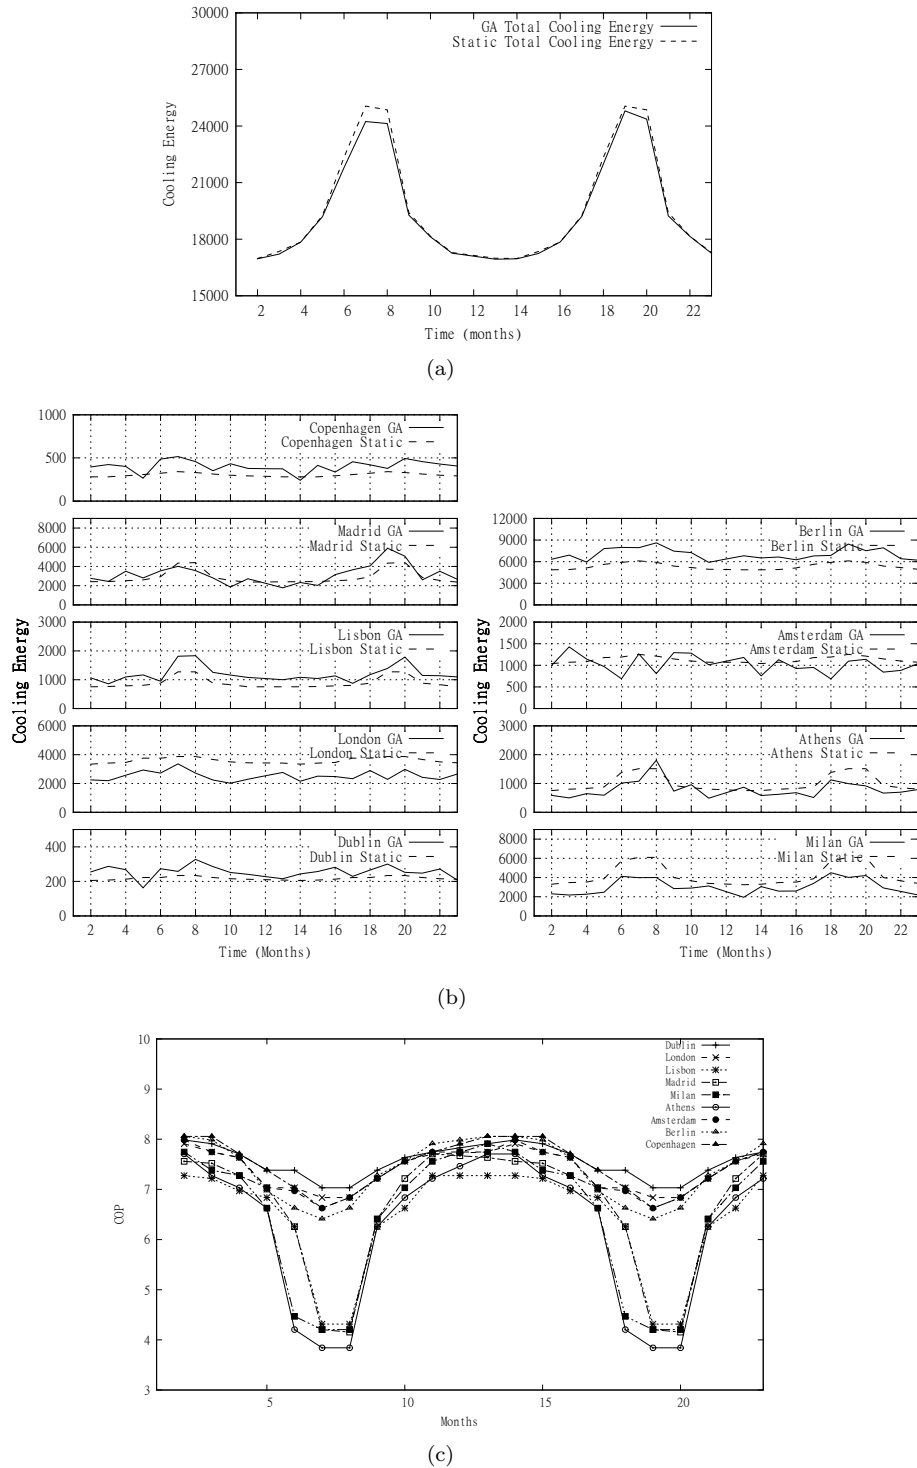 30000
27000
24000
21000
18000
15000
Cooling Energy
GA Total Cooling Energy
Static Total Cooling Energy
2 4 6 8 10 12 14 16 18 20 22
Time (months)
(a)
Cooling Energy
1000
500
0
Copenhagen GA
Copenhagen Static
8000
6000
4000
2000
0
Madrid GA
Madrid Static
3000
2000
1000
0
Lisbon GA
Lisbon Static
6000
4000
2000
0
London GA
London Static
400
200
0
Dublin GA
Dublin Static
2 4 6 8 10 12 14 16 18 20 22
Time (Months)
Cooling Energy
12000
9000
6000
3000
0
Berlin GA
Berlin Static
2000
1500
1000
500
0
Amsterdam GA
Amsterdam Static
3000
2000
1000
0
Athens GA
Athens Static
8000
6000
4000
2000
0
Milan GA
Milan Static
2 4 6 8 10 12 14 16 18 20 22
Time (Months)
(b)
10
9
8
7
6
5
4
3
COP
Dublin
London
Lisbon
Madrid
Milan
Athens
Amsterdam
Berlin
Copenhagen
5 10 15 20
Months
(c)